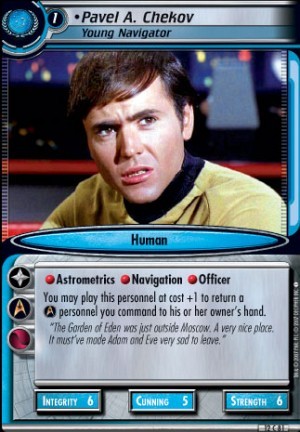 1 •Pavel A. Chekov
Young Navigator
Human
Astrometrics Navigation Officer
You may play this personnel at cost +1 to return a
personnel you command to his or her owner's hand.
"The Garden of Eden was just outside Moscow. A very nice place.
It must've made Adam and Eve very sad to leave."
INTEGRITY 6 CUNNING 5 STRENGTH 6
12 C 81